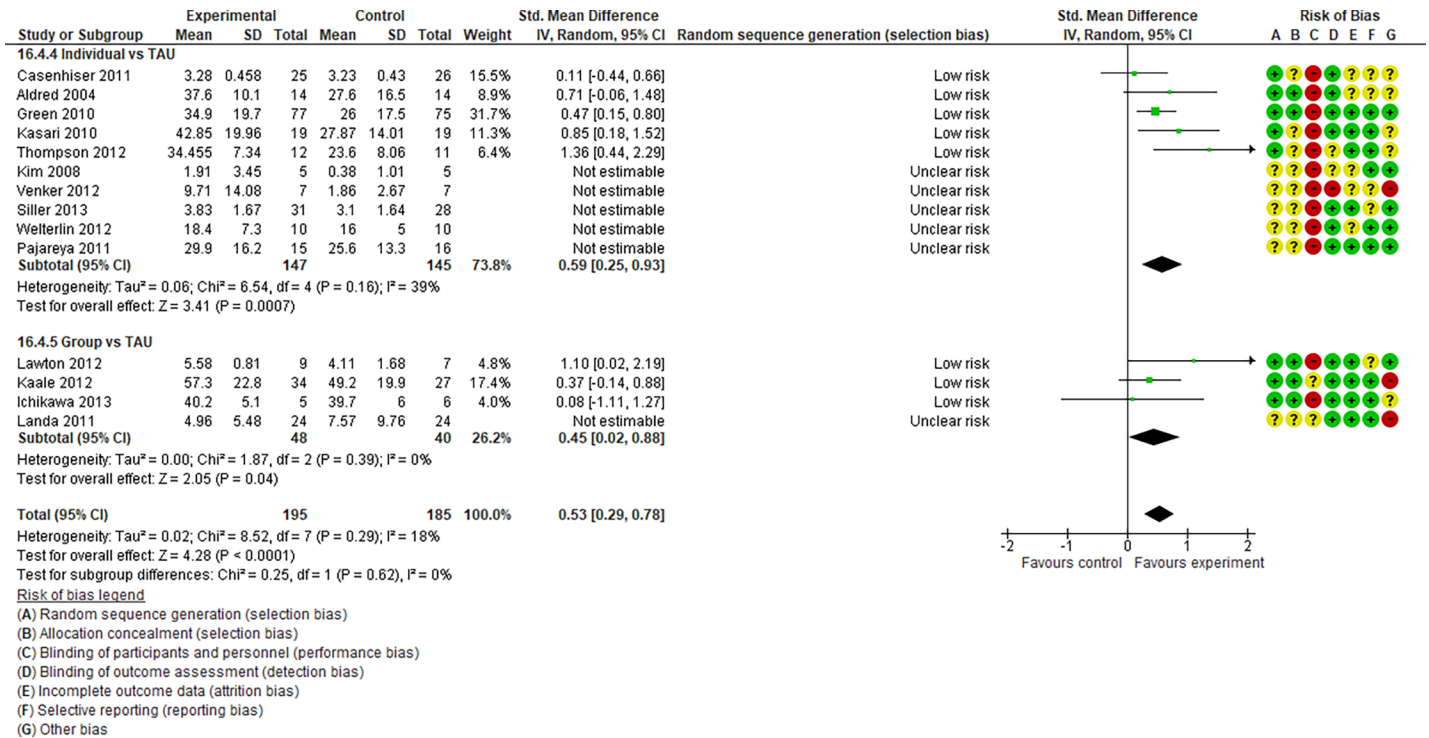 Experimental Control Std. Mean Difference Std. Mean Difference Risk of Bias
Study or Subgroup Mean SD Total Mean SD Total Weight IV, Random, 95% CI Random sequence generation (selection bias) IV, Random, 95% CI A B C D E F G
16.4.4 Individual vs TAU
Casenhiser 2011 3.28 0.458 25 3.23 0.43 26 15.5% 0.11 [-0.44, 0.66] Low risk + ? - + ? ? ?
Aldred 2004 37.6 10.1 14 27.6 16.5 14 8.9% 0.71 [-0.06, 1.48] Low risk + + - + ? ? ?
Green 2010 34.9 19.7 77 26 17.5 75 31.7% 0.47 [0.15, 0.80] Low risk + + - + + + +
Kasari 2010 42.85 19.96 19 27.87 14.01 19 11.3% 0.85 [0.18, 1.52] Low risk + ? - + + + ?
Thompson 2012 34.455 7.34 12 23.6 8.06 11 6.4% 1.36 [0.44, 2.29] Low risk + ? - ? + + ?
Kim 2008 1.91 3.45 5 0.38 1.01 5 Not estimable Unclear risk ? ? - ? ? + +
Venker 2012 9.71 14.08 7 1.86 2.67 7 Not estimable Unclear risk ? ? - - ? ? -
Siller 2013 3.83 1.67 31 3.1 1.64 28 Not estimable Unclear risk ? ? - + + ? +
Welterlin 2012 18.4 7.3 10 16 5 10 Not estimable Unclear risk ? ? - + ? + +
Pajareya 2011 29.9 16.2 15 25.6 13.3 16 Not estimable Unclear risk ? ? - + + + +
Subtotal (95% CI) 147 145 73.8% 0.59 [0.25, 0.93]
Heterogeneity: Tau² = 0.06; Chi² = 6.54, df = 4 (P = 0.16); I² = 39%
Test for overall effect: Z = 3.41 (P = 0.0007)
16.4.5 Group vs TAU
Lawton 2012 5.58 0.81 9 4.11 1.68 7 4.8% 1.10 [0.02, 2.19] Low risk + + - + + ? +
Kaale 2012 57.3 22.8 34 49.2 19.9 27 17.4% 0.37 [-0.14, 0.88] Low risk + + ? + + + -
Ichikawa 2013 40.2 5.1 5 39.7 6 6 4.0% 0.08 [-1.11, 1.27] Low risk + + - + + + ?
Landa 2011 4.96 5.48 24 7.57 9.76 24 Not estimable Unclear risk ? ? ? + + + -
Subtotal (95% CI) 48 40 26.2% 0.45 [0.02, 0.88]
Heterogeneity: Tau² = 0.00; Chi² = 1.87, df = 2 (P = 0.39); I² = 0%
Test for overall effect: Z = 2.05 (P = 0.04)
Total (95% CI) 195 185 100.0% 0.53 [0.29, 0.78]
Heterogeneity: Tau² = 0.02; Chi² = 8.52, df = 7 (P = 0.29); I² = 18%
Test for overall effect: Z = 4.28 (P < 0.0001)
Test for subgroup differences: Chi² = 0.25, df = 1 (P = 0.62), I² = 0%
-2 -1 0 1 2
Favours control Favours experiment
Risk of bias legend
(A) Random sequence generation (selection bias)
(B) Allocation concealment (selection bias)
(C) Blinding of participants and personnel (performance bias)
(D) Blinding of outcome assessment (detection bias)
(E) Incomplete outcome data (attrition bias)
(F) Selective reporting (reporting bias)
(G) Other bias